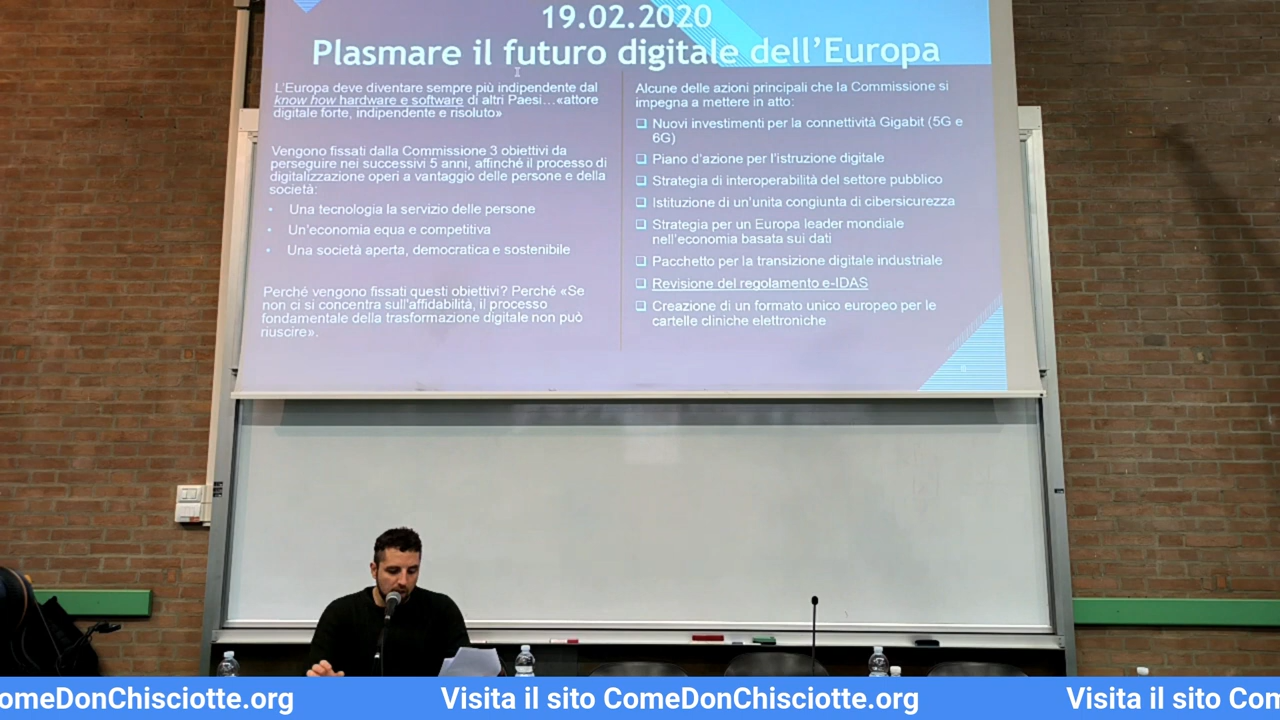 19.02.2020
Plasmare il futuro digitale dell'Europa
L'Europa deve diventare sempre più indipendente dal
know how hardware e software di altri Paesi…«attore
digitale forte, indipendente e risoluto»
Vengono fissati dalla Commissione 3 obiettivi da
perseguire nei successivi 5 anni, affinché il processo di
digitalizzazione operi a vantaggio delle persone e della
società:
• Una tecnologia la servizio delle persone
• Un'economia equa e competitiva
• Una società aperta, democratica e sostenibile
Perché vengono fissati questi obiettivi? Perché «Se
non ci si concentra sull'affidabilità, il processo
fondamentale della trasformazione digitale non può
riuscire».
Alcune delle azioni principali che la Commissione si
impegna a mettere in atto:
❑ Nuovi investimenti per la connettività Gigabit (5G e
6G)
❑ Piano d'azione per l'istruzione digitale
❑ Strategia di interoperabilità del settore pubblico
❑ Istituzione di un'unita congiunta di cibersicurezza
❑ Strategia per un Europa leader mondiale
nell'economia basata sui dati
❑ Pacchetto per la transizione digitale industriale
❑ Revisione del regolamento e-IDAS
❑ Creazione di un formato unico europeo per le
cartelle cliniche elettroniche
omeDonChisciotte.org Visita il sito ComeDonChisciotte.org Visita il sito Con